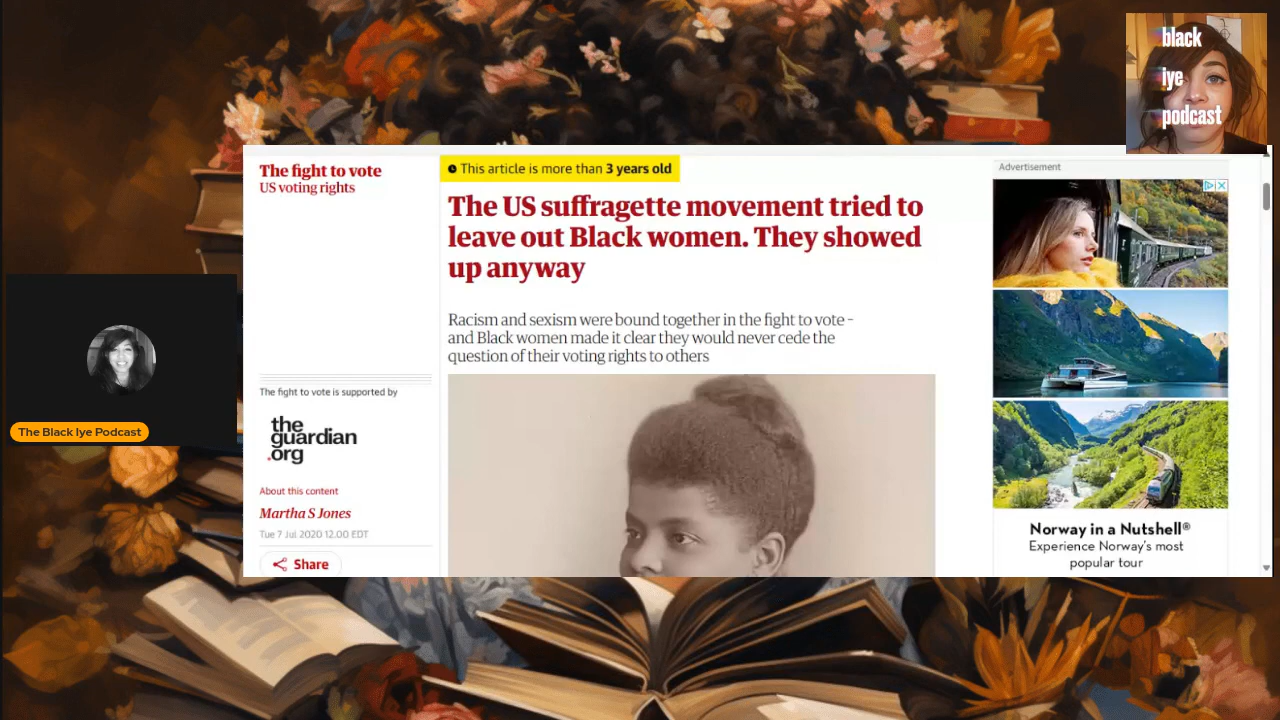 black
iye
podcast
The fight to vote
US voting rights
This article is more than 3 years old
The US suffragette movement tried to
leave out Black women. They showed
up anyway
Racism and sexism were bound together in the fight to vote –
and Black women made it clear they would never cede the
question of their voting rights to others
The fight to vote is supported by
the
guardian
.org
About this content
Martha S Jones
Tue 7 Jul 2020 12.00 EDT
Share
Advertisement
Norway in a Nutshell®
Experience Norway's most
popular tour
The Black Iye Podcast